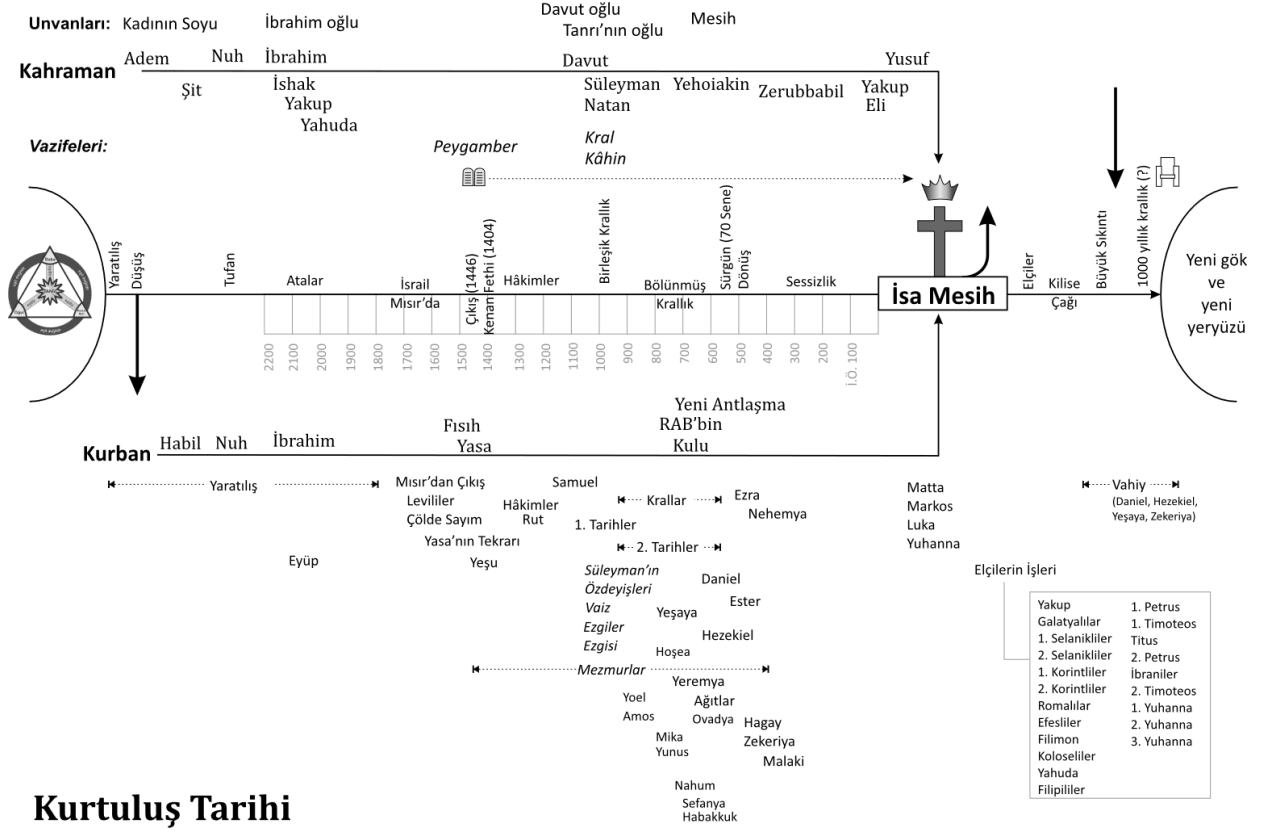 Unvanları: Kadının Soyu İbrahim oğlu Davut oğlu Mesih
Tanrı’nın oğlu
Adem Nuh İbrahim Davut Yusuf
Kahraman
Şit İshak Süleyman Yehoiakin Zerubbabil Yakup
Yakup Natan Eli
Yahuda
Vazifeleri: Peygamber Kral
Kâhin
Yaratılış
Düşüş
Tufan
Atalar
İsrail
Mısır’da
Çıkış (1446)
Kenan Fethi (1404)
Hâkimler
Birleşik Krallık
Bölünmüş
Krallık
Sürgün (70 Sene)
Dönüş
Sessizlik
İsa Mesih
Elçiler
Kilise
Çağı
Büyük Sıkıntı
1000 yıllık krallık (?)
Yeni gök
ve
yeni
yeryüzü
2200 2100 2000 1900 1800 1700 1600 1500 1400 1300 1200 1100 1000 900 800 700 600 500 400 300 200 İ.Ö. 100
Yeni Antlaşma
Fısıh RAB’bin
Habil Nuh İbrahim Yasa Kulu
Kurban
Yaratılış
Eyüp
Mısır’dan Çıkış
Levililer
Çölde Sayım
Yasa’nın Tekrarı
Yeşu
Hâkimler
Rut
Samuel
1. Tarihler
Krallar
2. Tarihler
Ezra
Nehemya
Süleyman’ın
Özdeyişleri
Vaiz
Ezgiler
Ezgisi
Daniel
Ester
Yeşaya
Hezekiel
Hoşea
Mezmurlar
Yeremya
Ağıtlar
Ovadya
Yoel
Amos
Mika
Yunus
Hagay
Zekeriya
Malaki
Nahum
Sefanya
Habakkuk
Matta
Markos
Luka
Yuhanna
Vahiy
(Daniel, Hezekiel,
Yeşaya, Zekeriya)
Elçilerin İşleri
Yakup
Galatyalılar
1. Selanikliler
2. Selanikliler
1. Korintliler
2. Korintliler
Romalılar
Efesliler
Filimon
Koloseliler
Yahuda
Filipililer
1. Petrus
1. Timoteos
Titus
2. Petrus
İbraniler
2. Timoteos
1. Yuhanna
2. Yuhanna
3. Yuhanna
Kurtuluş Tarihi